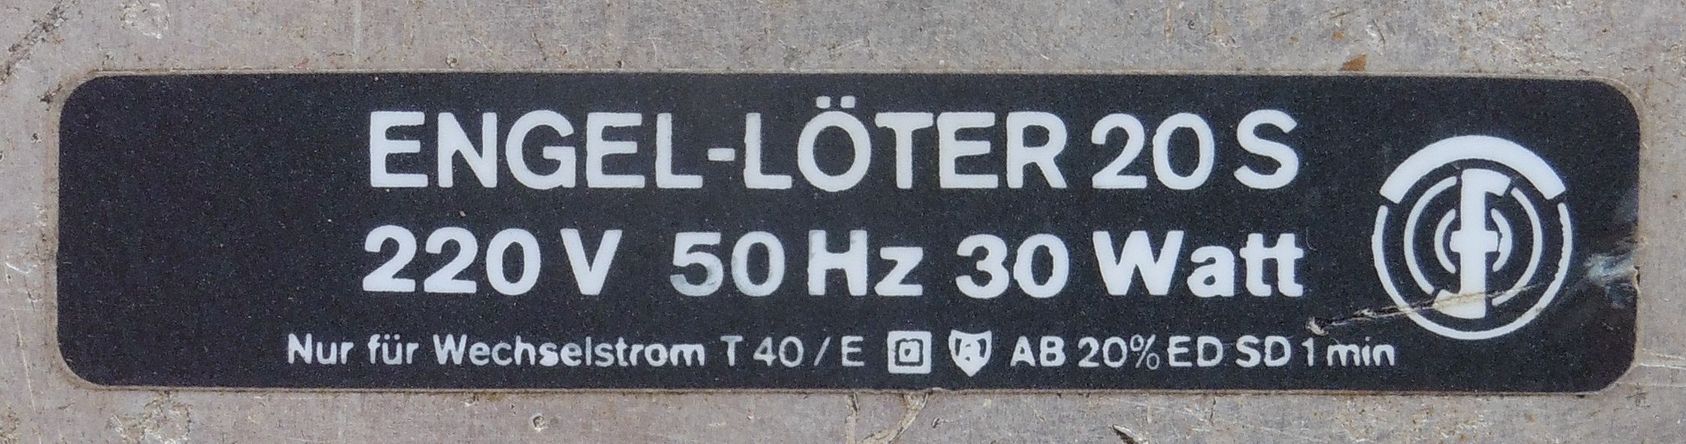 ENGEL-LÖTER 20 S
220 V 50 Hz 30 Watt
Nur für Wechselstrom T 40 / E AB 20% ED SD 1 min